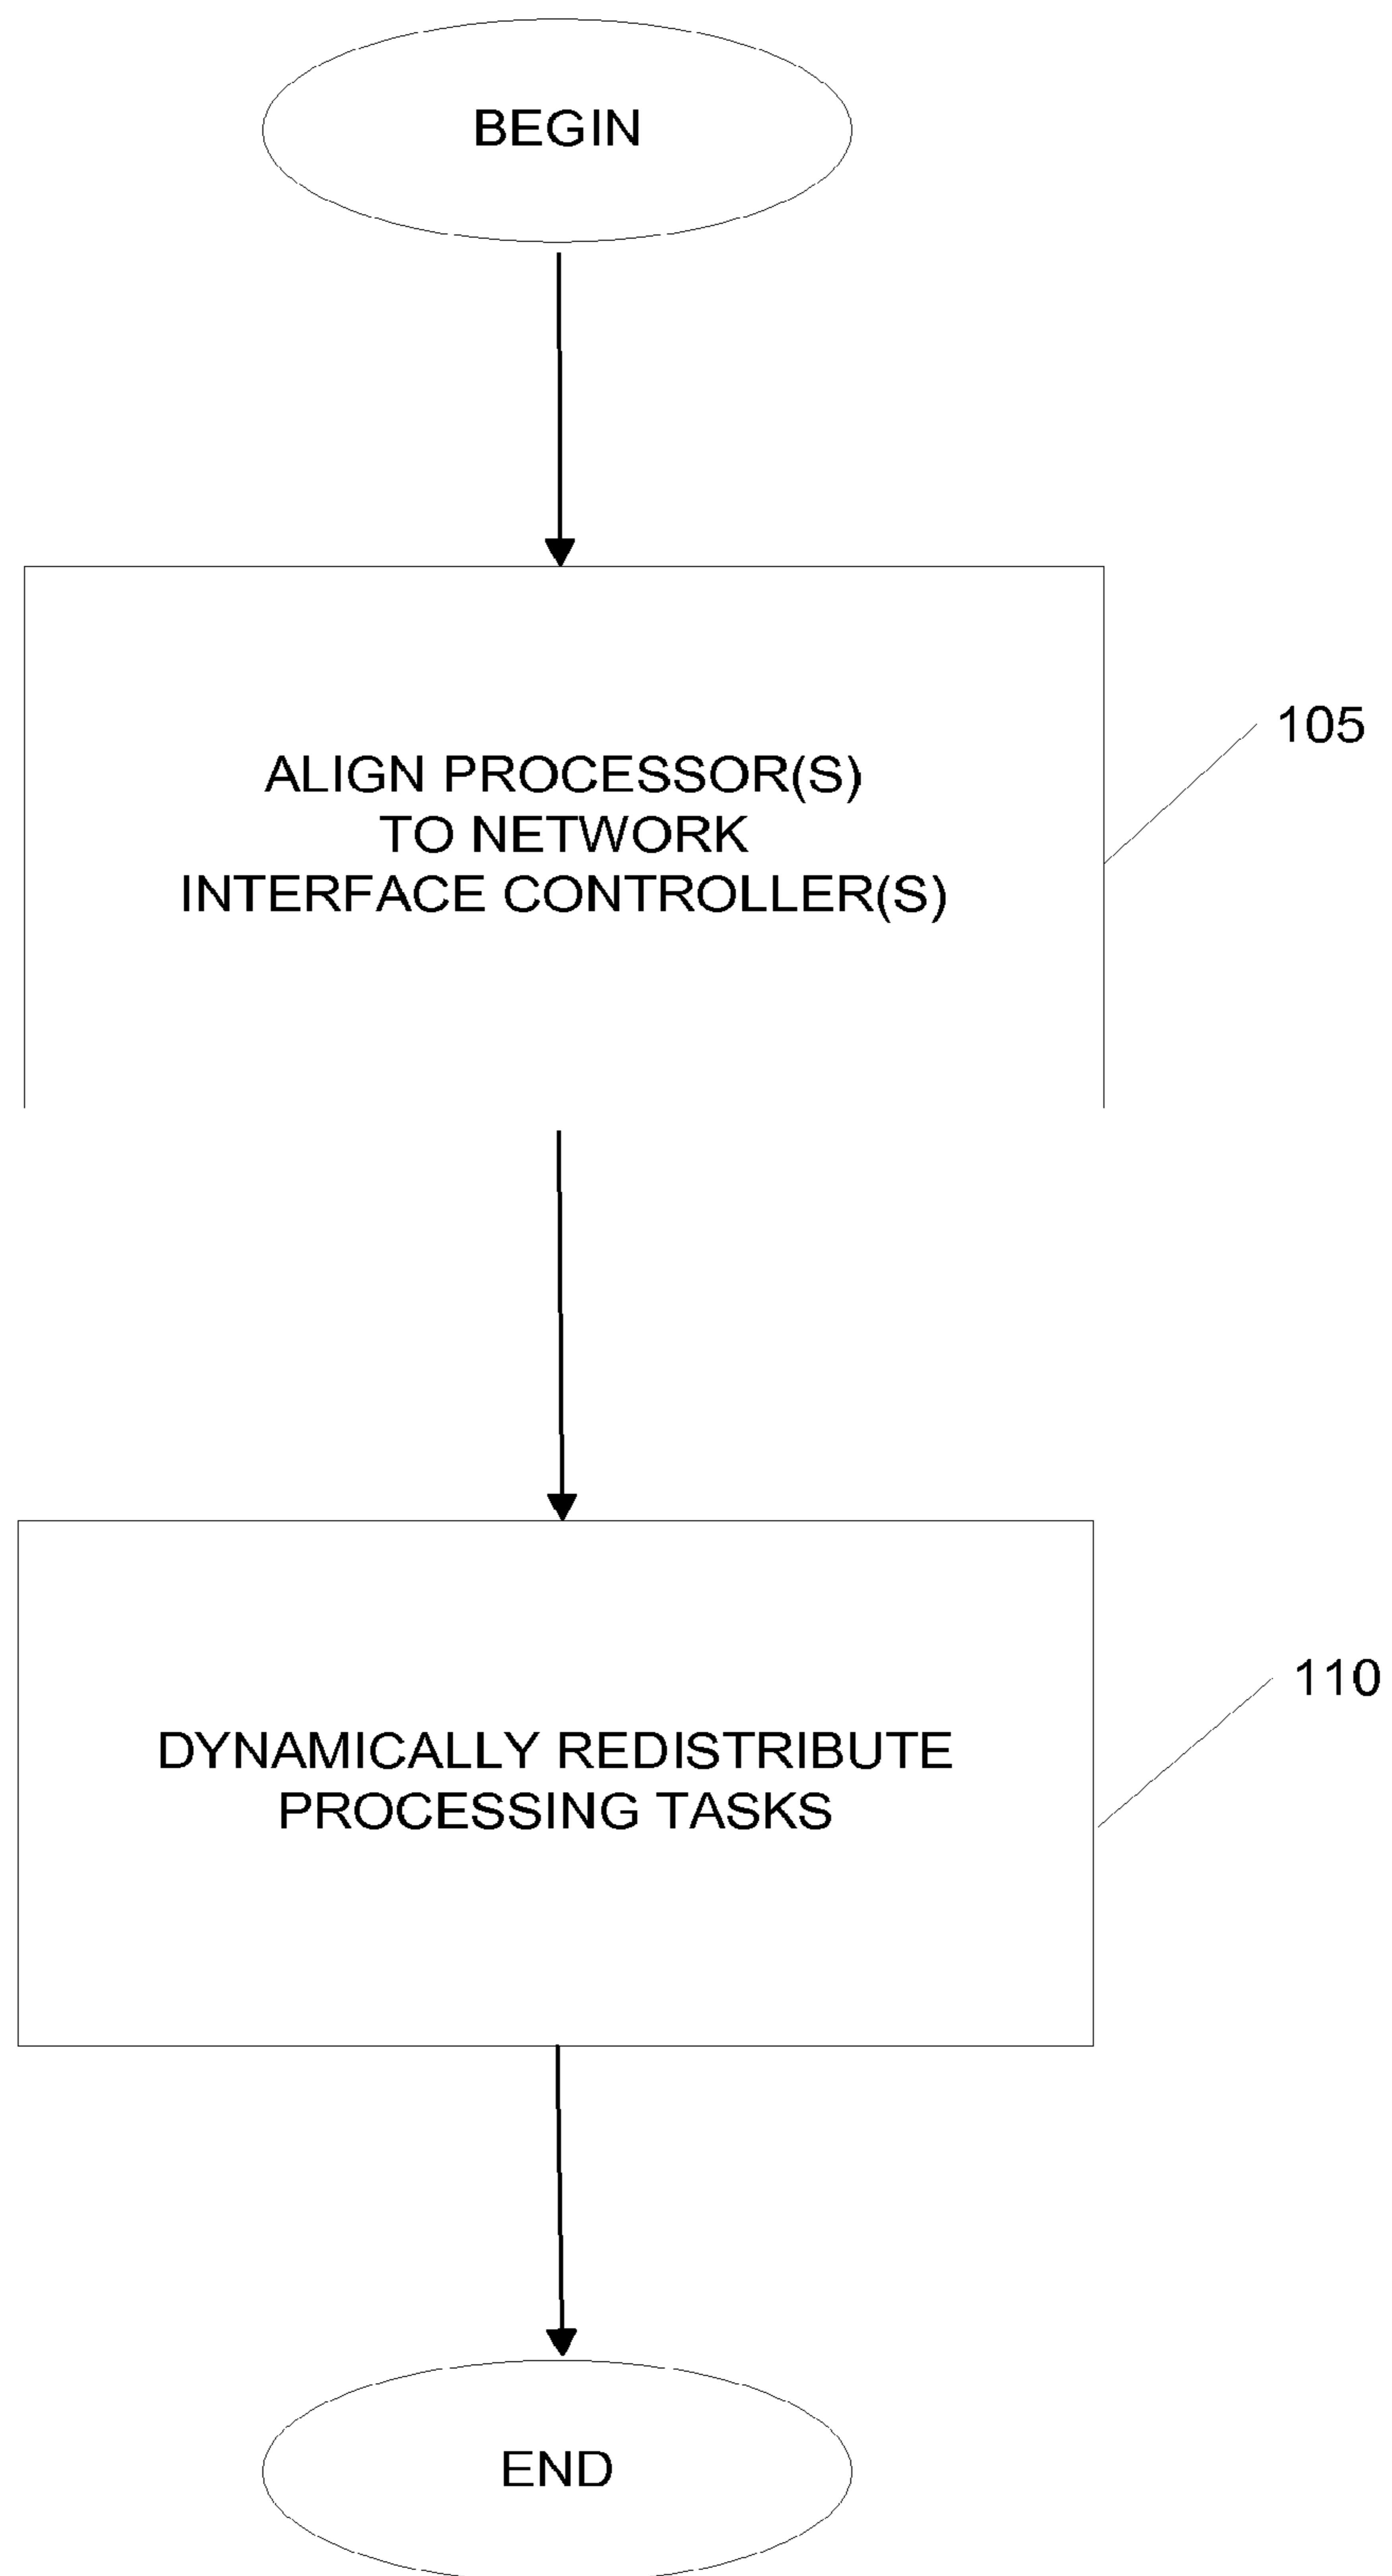 BEGIN
ALIGN PROCESSOR(S)
TO NETWORK
INTERFACE CONTROLLER(S)
105
DYNAMICALLY REDISTRIBUTE
PROCESSING TASKS
110
END